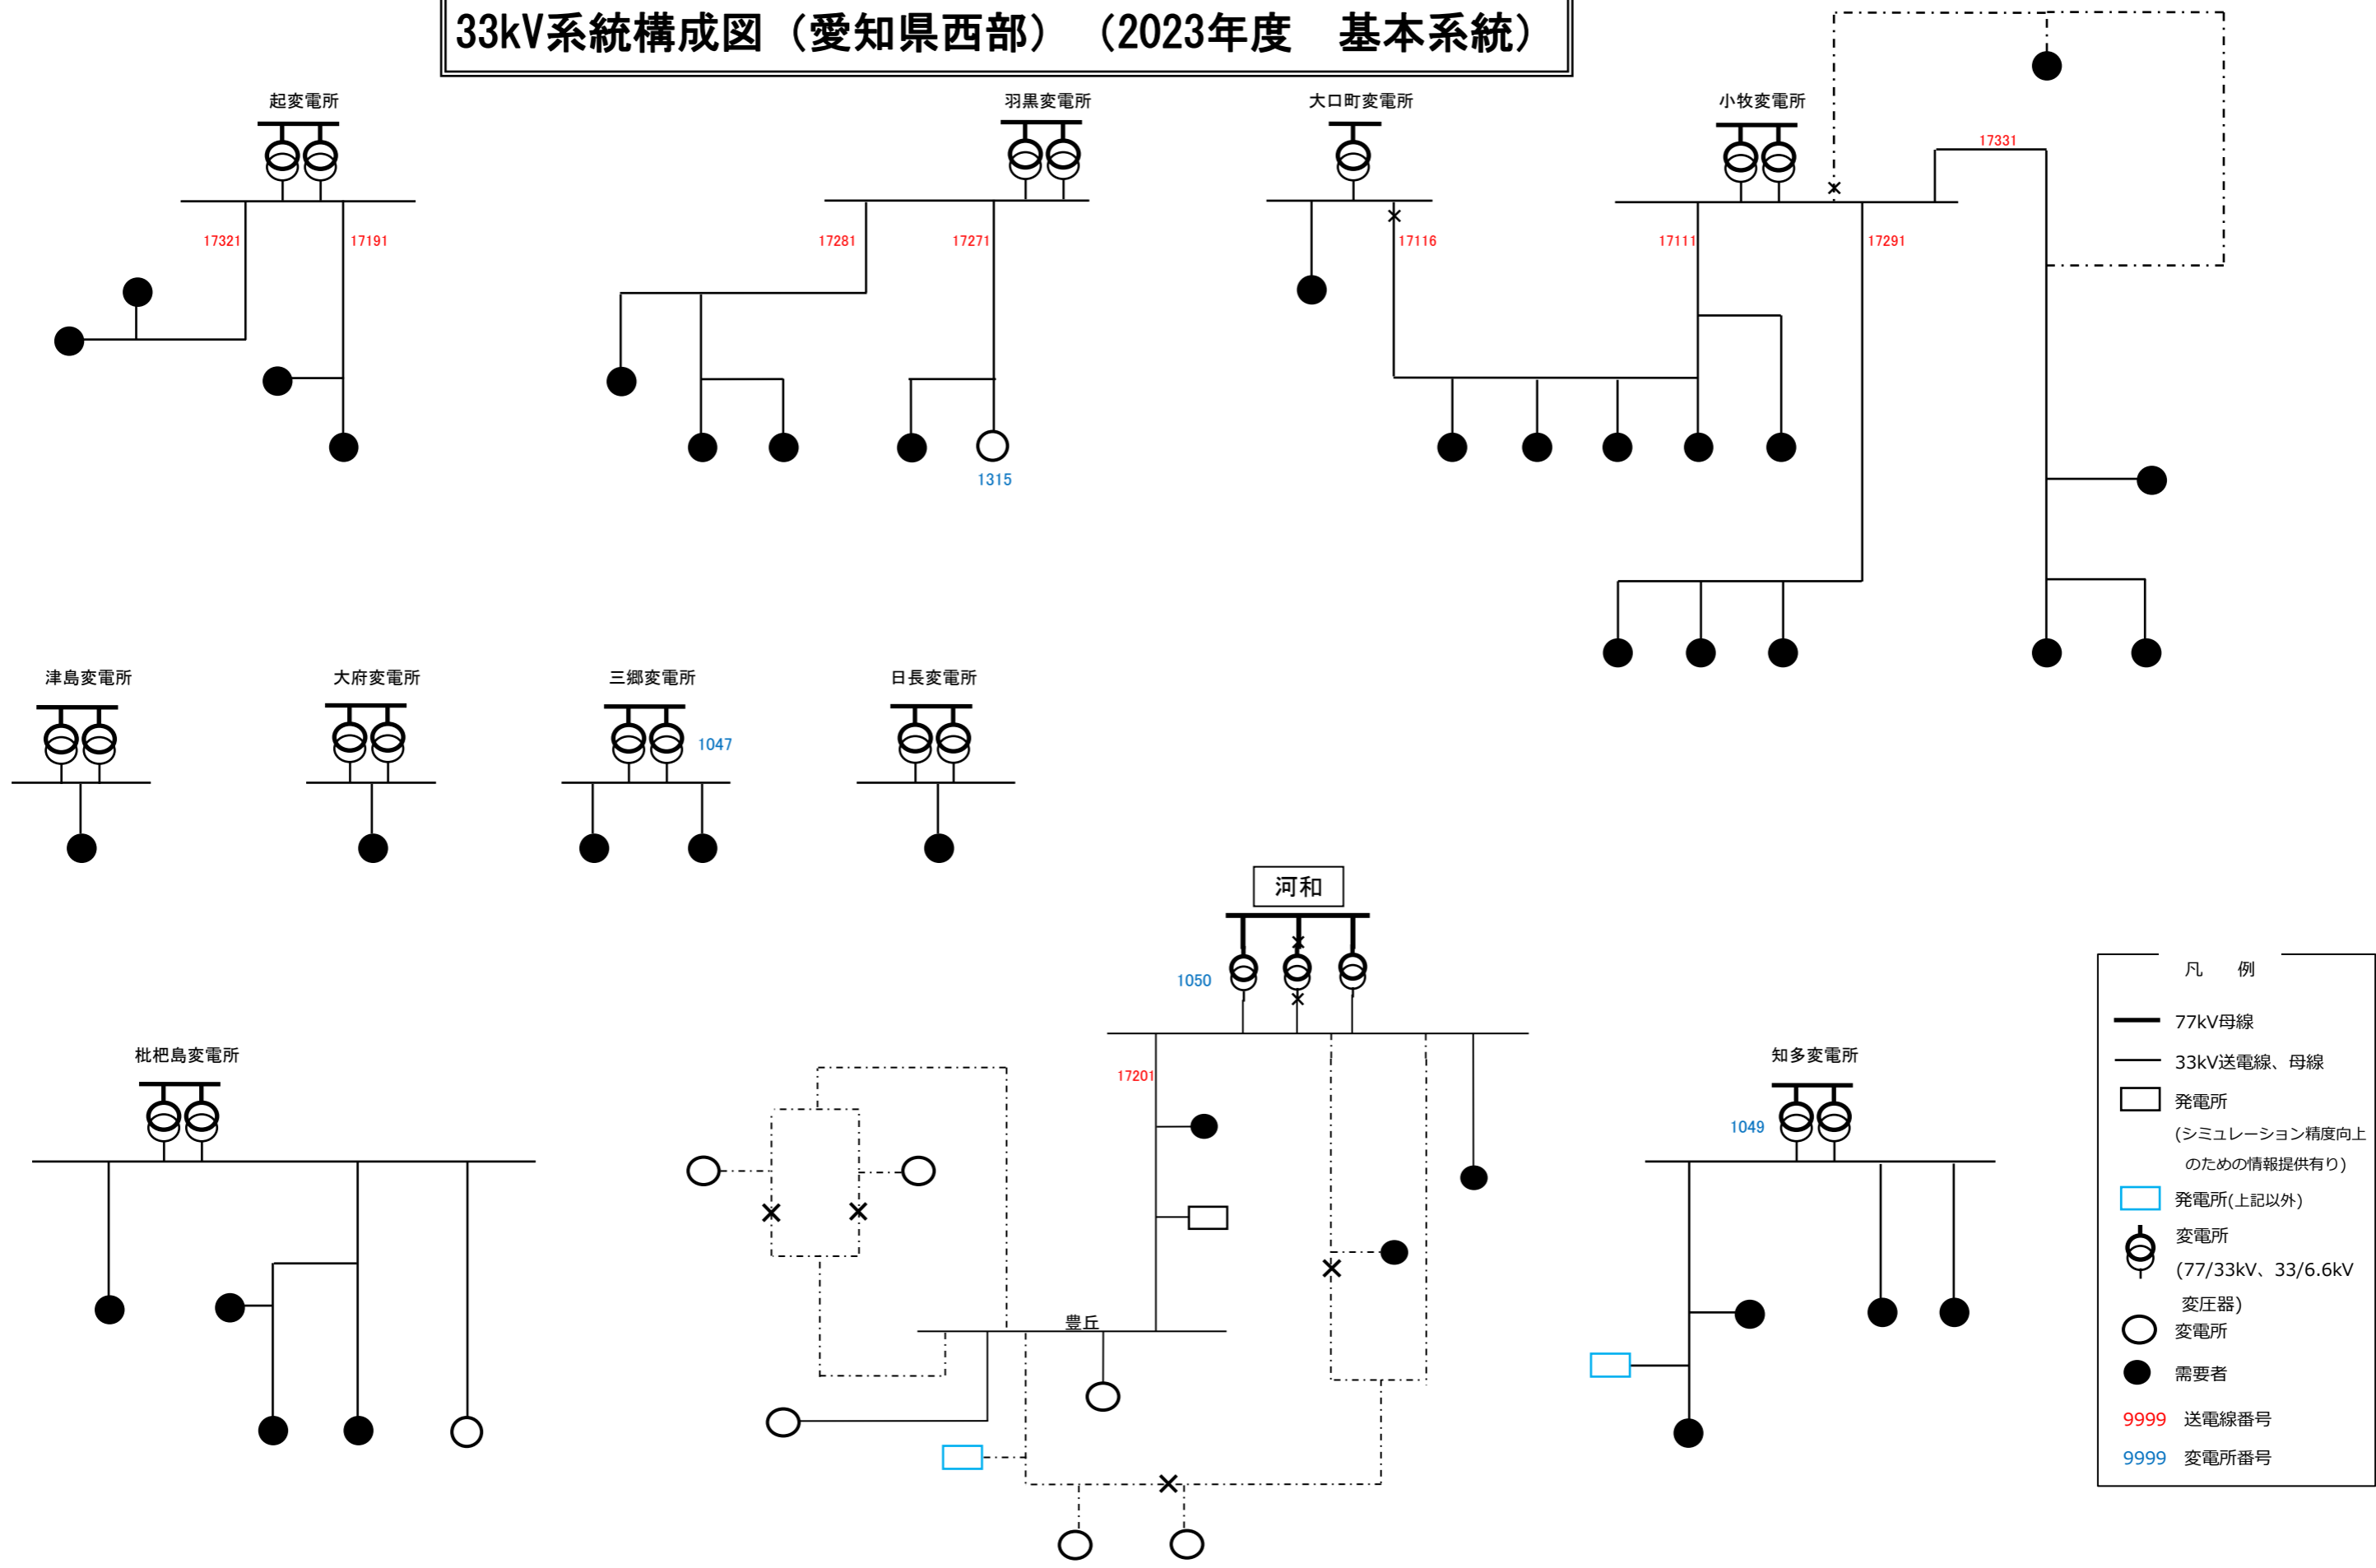 33kV系統構成図（愛知県西部）（2023年度　基本系統）
起変電所
羽黒変電所
大口町変電所
小牧変電所
17331
17321
17191
17281
17271
17116
17111
17291
1315
津島変電所
大府変電所
三郷変電所
日長変電所
1047
河和
1050
枇杷島変電所
17201
知多変電所
1049
豊丘
凡　例
77kV母線
33kV送電線、母線
発電所
(シミュレーション精度向上
のための情報提供有り)
発電所(上記以外)
変電所
(77/33kV、33/6.6kV
変圧器)
変電所
需要者
9999 送電線番号
9999 変電所番号